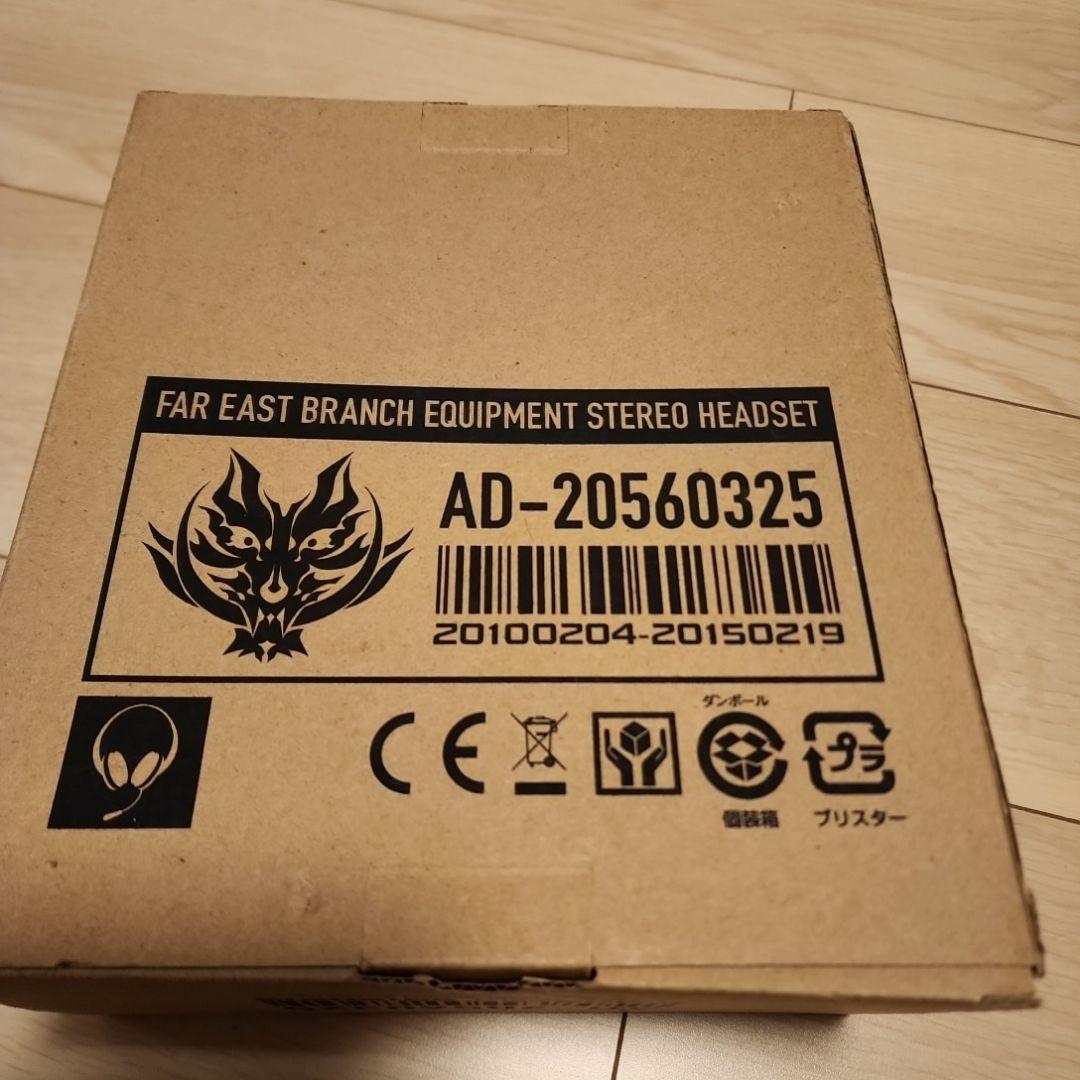 FAR EAST BRANCH EQUIPMENT STEREO HEADSET
AD-20560325
20100204-20150219
CE
ダンボール
プラ
個装箱
ブリスター